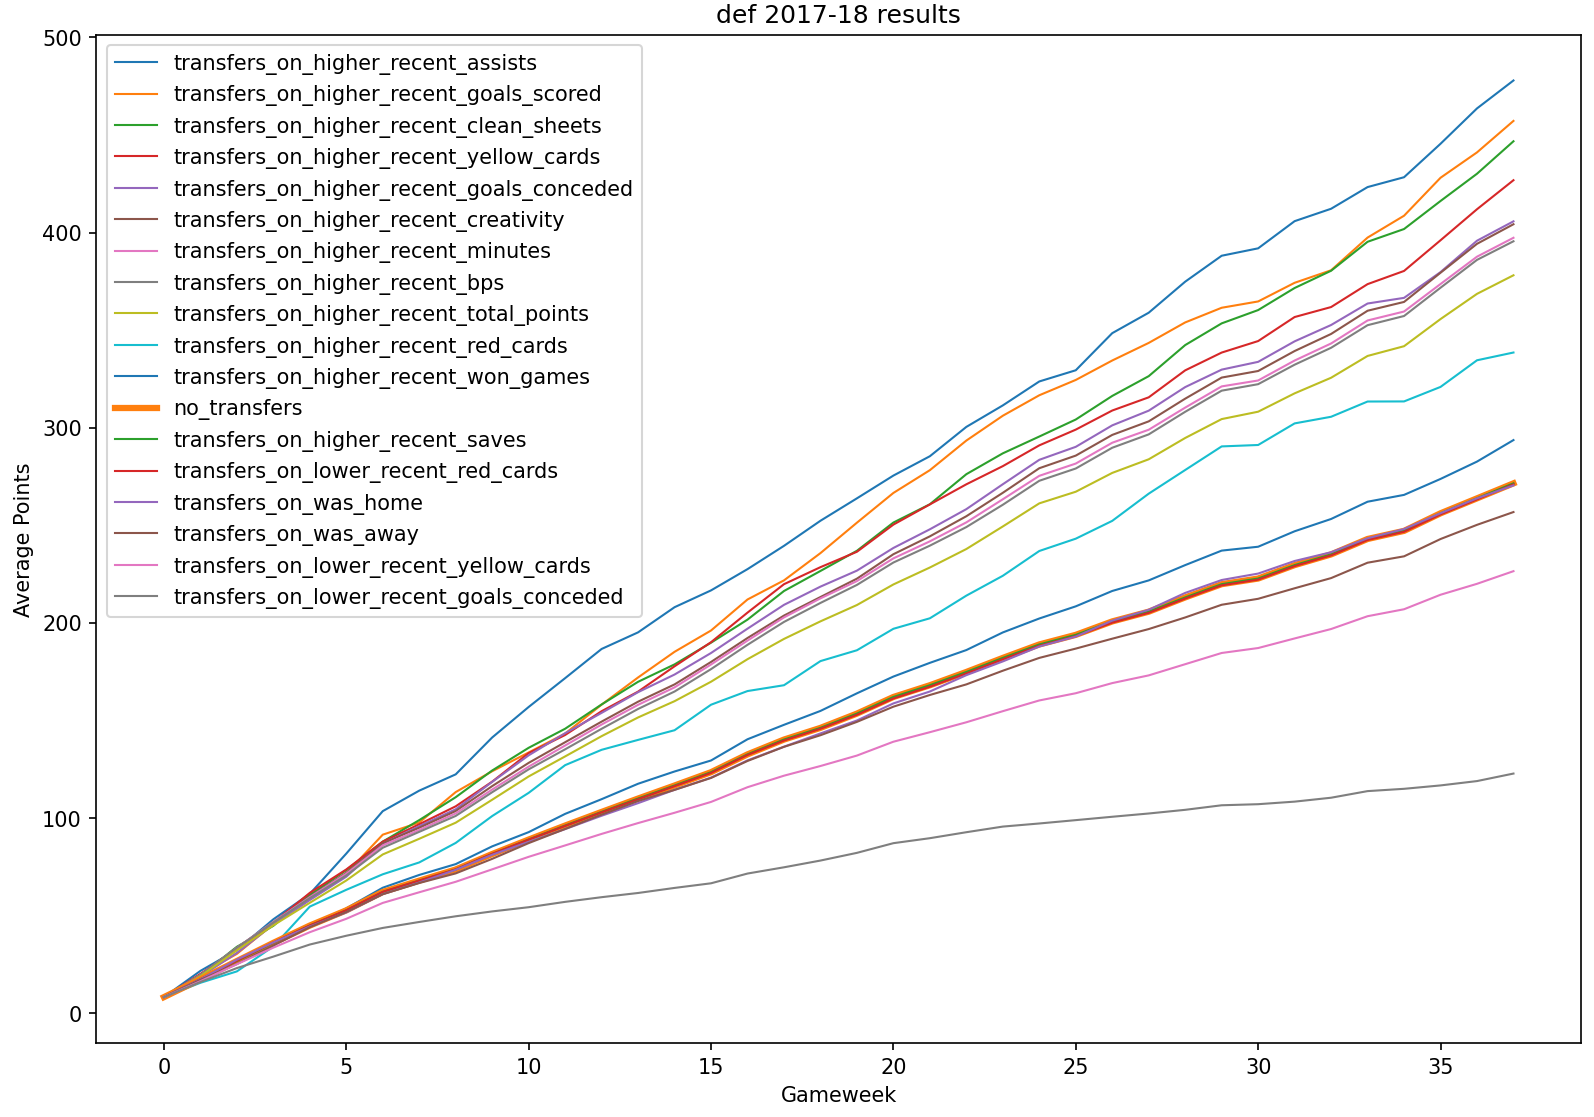 def 2017-18 results
500
400
300
200
100
0
Average Points
transfers_on_higher_recent_assists
transfers_on_higher_recent_goals_scored
transfers_on_higher_recent_clean_sheets
transfers_on_higher_recent_yellow_cards
transfers_on_higher_recent_goals_conceded
transfers_on_higher_recent_creativity
transfers_on_higher_recent_minutes
transfers_on_higher_recent_bps
transfers_on_higher_recent_total_points
transfers_on_higher_recent_red_cards
transfers_on_higher_recent_won_games
no_transfers
transfers_on_higher_recent_saves
transfers_on_lower_recent_red_cards
transfers_on_was_home
transfers_on_was_away
transfers_on_lower_recent_yellow_cards
transfers_on_lower_recent_goals_conceded
0 5 10 15 20 25 30 35
Gameweek